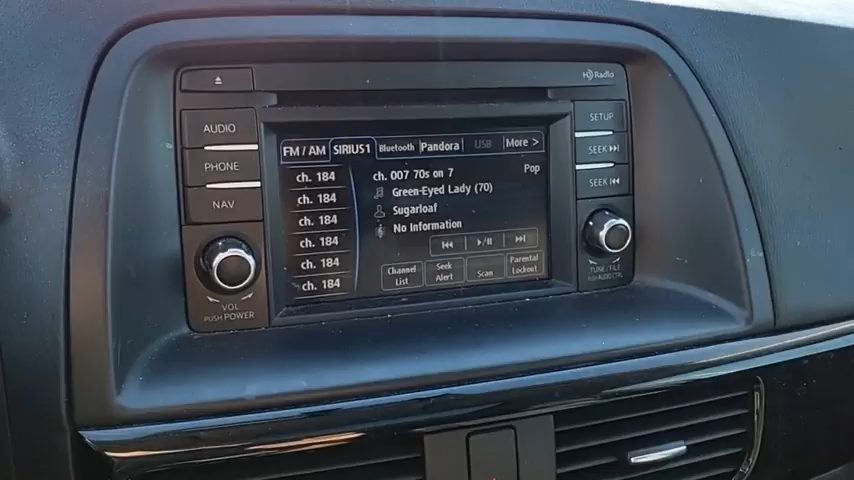 HD Radio
AUDIO
PHONE
NAV
VOL
PUSH POWER
SETUP
SEEK
SEEK
TUNE / FILE
PUSH AUDIO CTRL
FM / AM SIRIUS1 Bluetooth Pandora USB More >
ch. 184
ch. 184
ch. 184
ch. 184
ch. 184
ch. 184
ch. 007 70s on 7 Pop
Green-Eyed Lady (70)
Sugarloaf
No Information
Channel List
Seek Alert
Scan
Parental Lockout